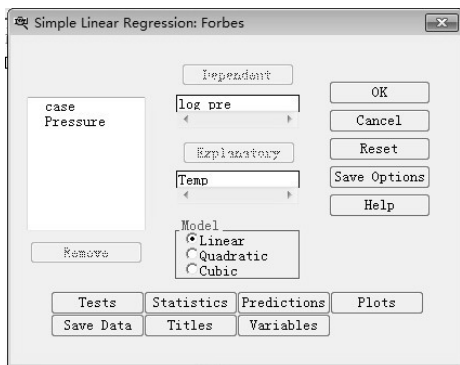 Simple Linear Regression: Forbes
Dependent
log pre
case
Pressure
Explanatory
Temp
Model
Linear
Quadratic
Cubic
Remove
OK
Cancel
Reset
Save Options
Help
Tests Statistics Predictions Plots
Save Data Titles Variables